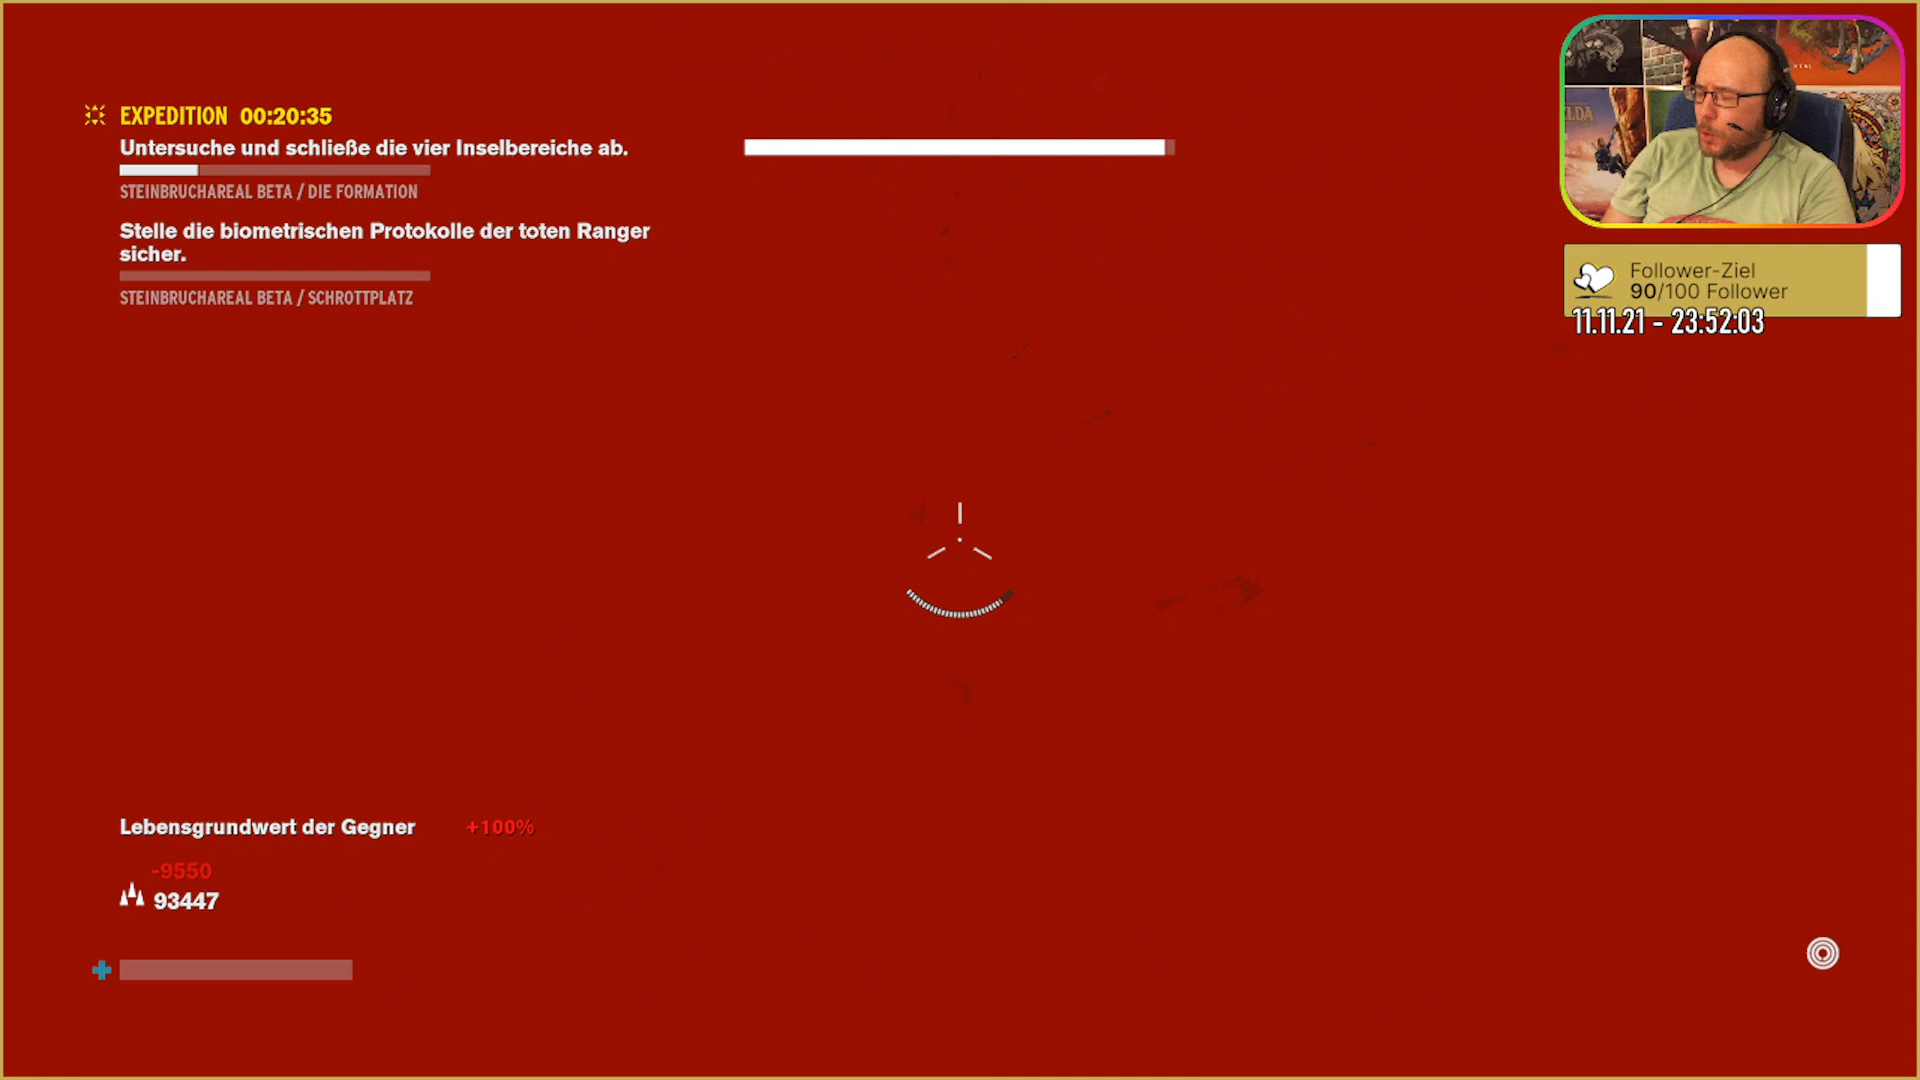 EXPEDITION 00:20:35
Untersuche und schließe die vier Inselbereiche ab.
STEINBRUCHAREAL BETA / DIE FORMATION
Stelle die biometrischen Protokolle der toten Ranger
sicher.
STEINBRUCHAREAL BETA / SCHROTTPLATZ
LDA
Follower-Ziel
90/100 Follower
11.11.21 - 23:52:03
Lebensgrundwert der Gegner +100%
-9550
93447